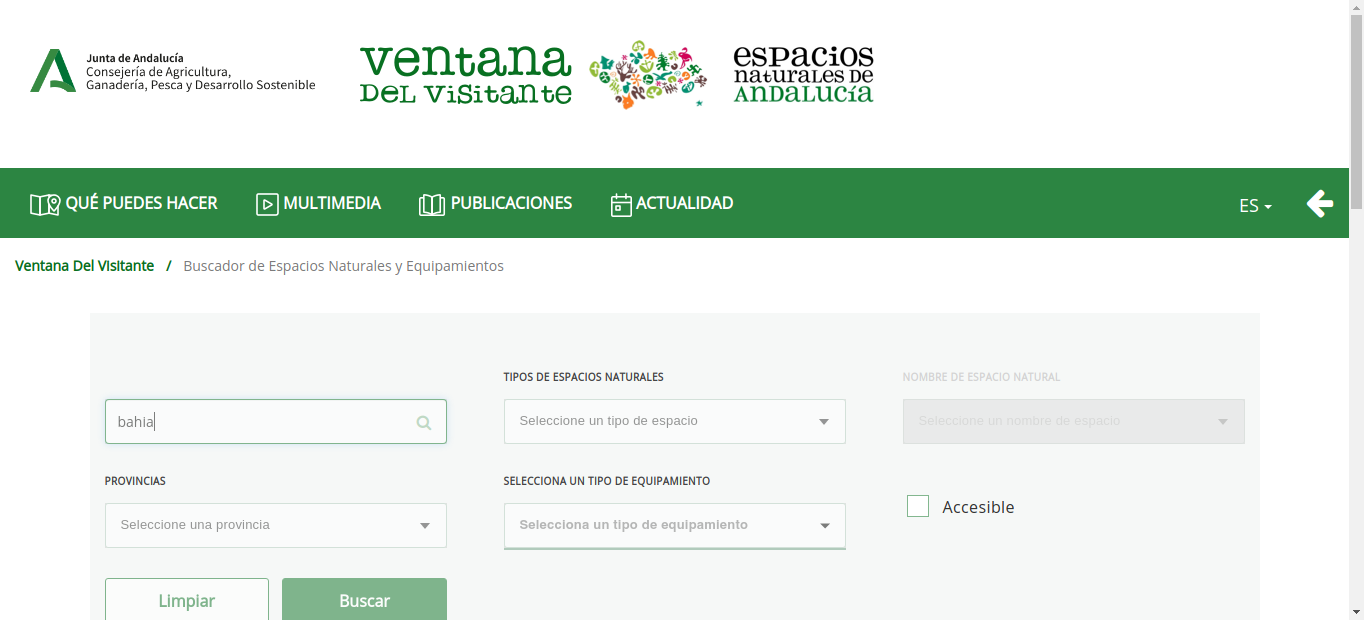 Junta de Andalucía
Consejería de Agricultura,
Ganadería, Pesca y Desarrollo Sostenible
ventana
DEL VISITANTE
espacios
naturales DE
ANDALUCÍA
QUÉ PUEDES HACER
MULTIMEDIA
PUBLICACIONES
ACTUALIDAD
ES
Ventana Del Visitante / Buscador de Espacios Naturales y Equipamientos
TIPOS DE ESPACIOS NATURALES
NOMBRE DE ESPACIO NATURAL
bahia
Seleccione un tipo de espacio
Seleccione un nombre de espacio
PROVINCIAS
SELECCIONA UN TIPO DE EQUIPAMIENTO
Seleccione una provincia
Selecciona un tipo de equipamiento
Accesible
Limpiar
Buscar